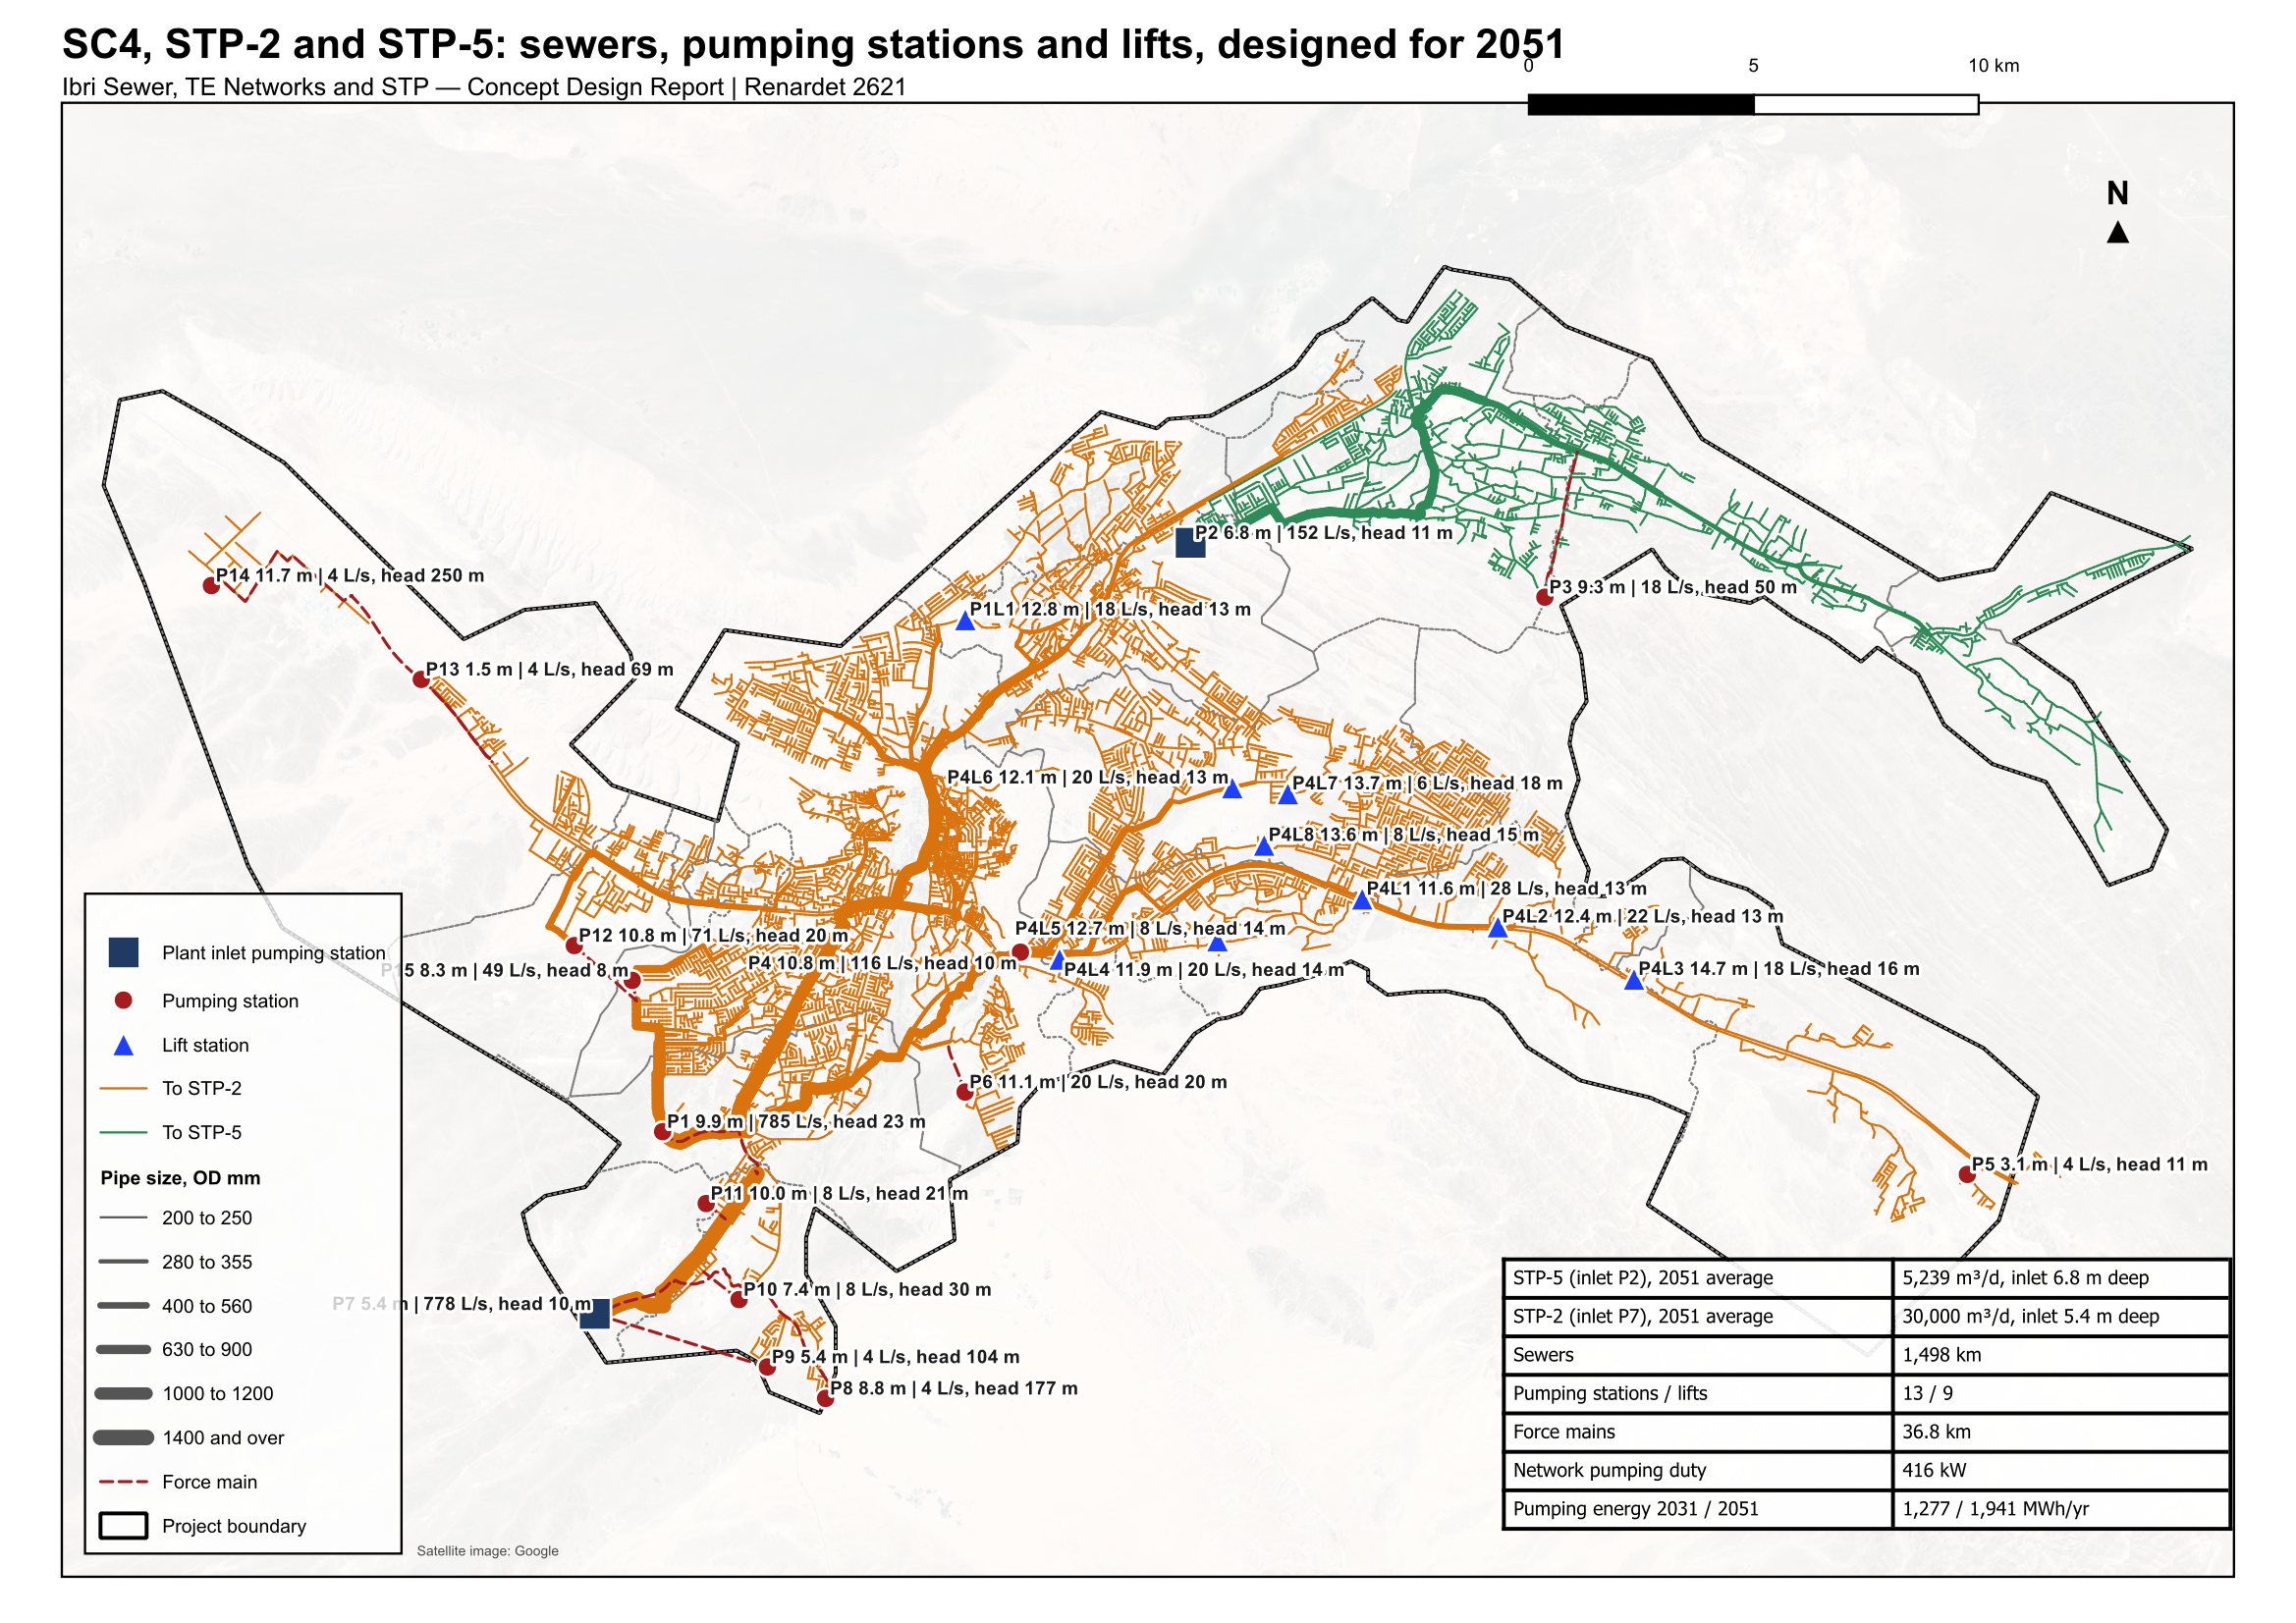 SC4, STP-2 and STP-5: sewers, pumping stations and lifts, designed for 2051
Ibri Sewer, TE Networks and STP — Concept Design Report | Renardet 2621
0 5 10 km
N
P2 6.8 m | 152 L/s, head 11 m
P14 11.7 m | 4 L/s, head 250 m
P3 9.3 m | 18 L/s, head 50 m
P1L1 12.8 m | 18 L/s, head 13 m
P13 1.5 m | 4 L/s, head 69 m
P4L6 12.1 m | 20 L/s, head 13 m
P4L7 13.7 m | 6 L/s, head 18 m
P4L8 13.6 m | 8 L/s, head 15 m
P4L1 11.6 m | 28 L/s, head 13 m
P4L2 12.4 m | 22 L/s, head 13 m
P4L5 12.7 m | 8 L/s, head 14 m
P12 10.8 m | 71 L/s, head 20 m
P4 10.8 m | 116 L/s, head 10 m
P4L4 11.9 m | 20 L/s, head 14 m
P4L3 14.7 m | 18 L/s, head 16 m
P15 8.3 m | 49 L/s, head 8 m
P6 11.1 m | 20 L/s, head 20 m
P1 9.9 m | 785 L/s, head 23 m
P5 3.1 m | 4 L/s, head 11 m
P11 10.0 m | 8 L/s, head 21 m
P10 7.4 m | 8 L/s, head 30 m
P7 5.4 m | 778 L/s, head 10 m
P9 5.4 m | 4 L/s, head 104 m
P8 8.8 m | 4 L/s, head 177 m
Plant inlet pumping station
Pumping station
Lift station
To STP-2
To STP-5
Pipe size, OD mm
200 to 250
280 to 355
400 to 560
630 to 900
1000 to 1200
1400 and over
Force main
Project boundary
Satellite image: Google
STP-5 (inlet P2), 2051 average 5,239 m³/d, inlet 6.8 m deep
STP-2 (inlet P7), 2051 average 30,000 m³/d, inlet 5.4 m deep
Sewers 1,498 km
Pumping stations / lifts 13 / 9
Force mains 36.8 km
Network pumping duty 416 kW
Pumping energy 2031 / 2051 1,277 / 1,941 MWh/yr